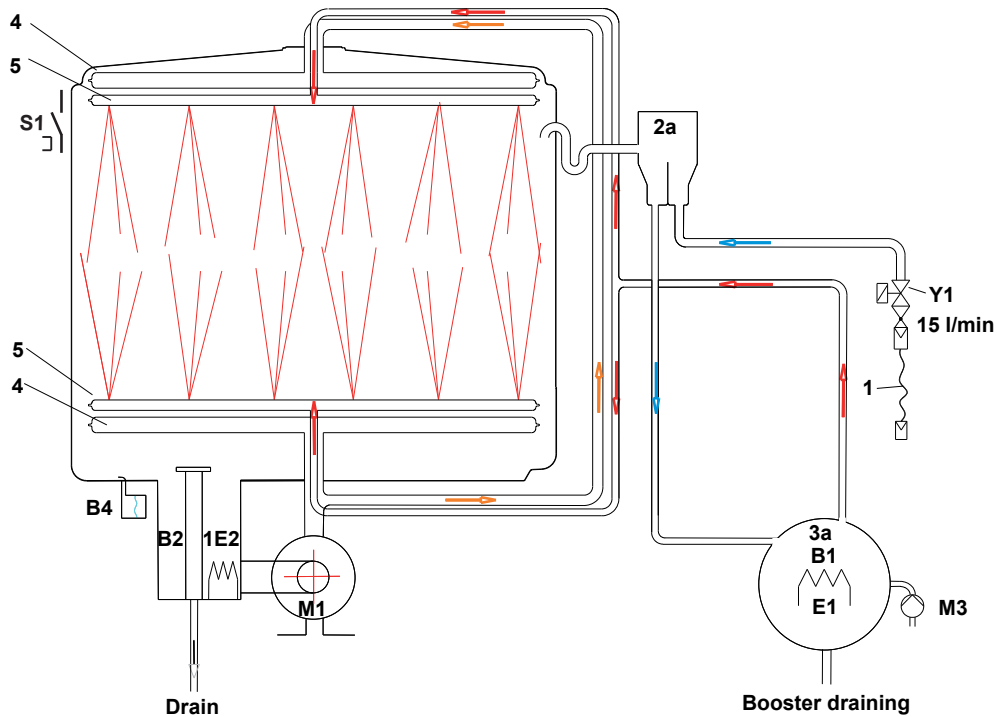 4
5
S1
2a
Y1
15 l/min
1
5
4
B4
B2
1E2
M1
3a
B1
E1
M3
Drain
Booster draining